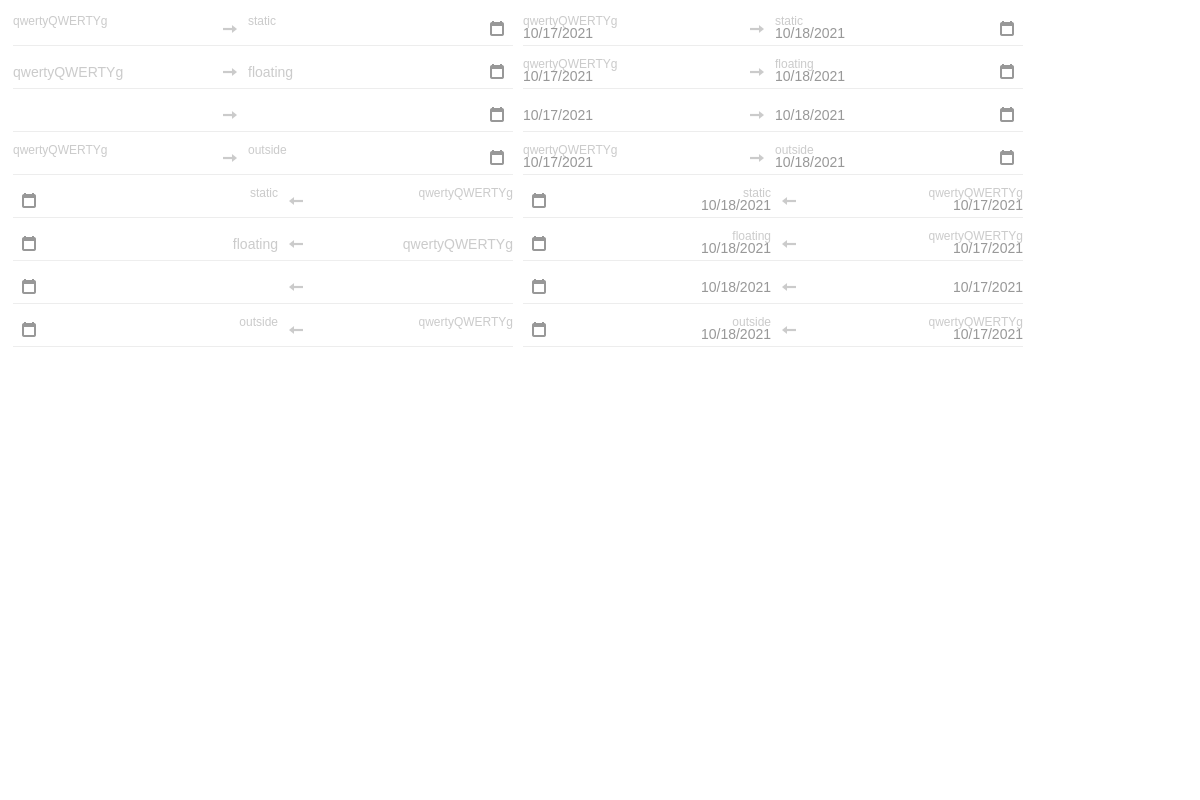 qwertyQWERTYg static qwertyQWERTYg static
10/17/2021 10/18/2021
qwertyQWERTYg floating qwertyQWERTYg floating
10/17/2021 10/18/2021
10/17/2021 10/18/2021
qwertyQWERTYg outside qwertyQWERTYg outside
10/17/2021 10/18/2021
static qwertyQWERTYg static qwertyQWERTYg
10/18/2021 10/17/2021
floating qwertyQWERTYg floating qwertyQWERTYg
10/18/2021 10/17/2021
10/18/2021 10/17/2021
outside qwertyQWERTYg outside qwertyQWERTYg
10/18/2021 10/17/2021